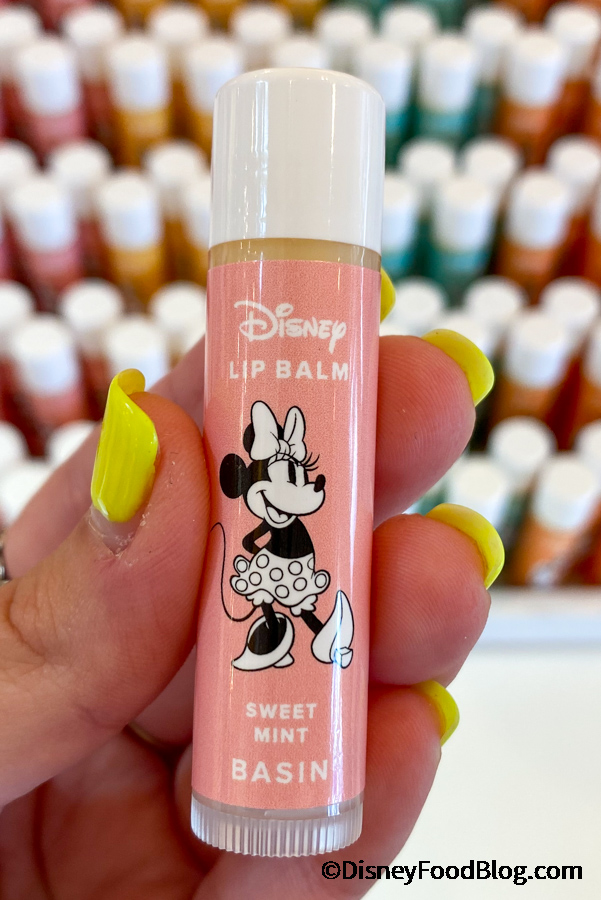 Disney
LIP BALM
SWEET
MINT
BASIN
©DisneyFoodBlog.com